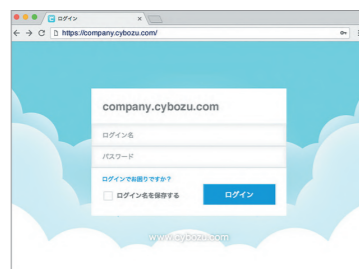 ログイン
https://company.cybozu.com/
company.cybozu.com
ログイン名
パスワード
ログインでお困りですか？
ログイン名を保存する
ログイン
www.cybozu.com